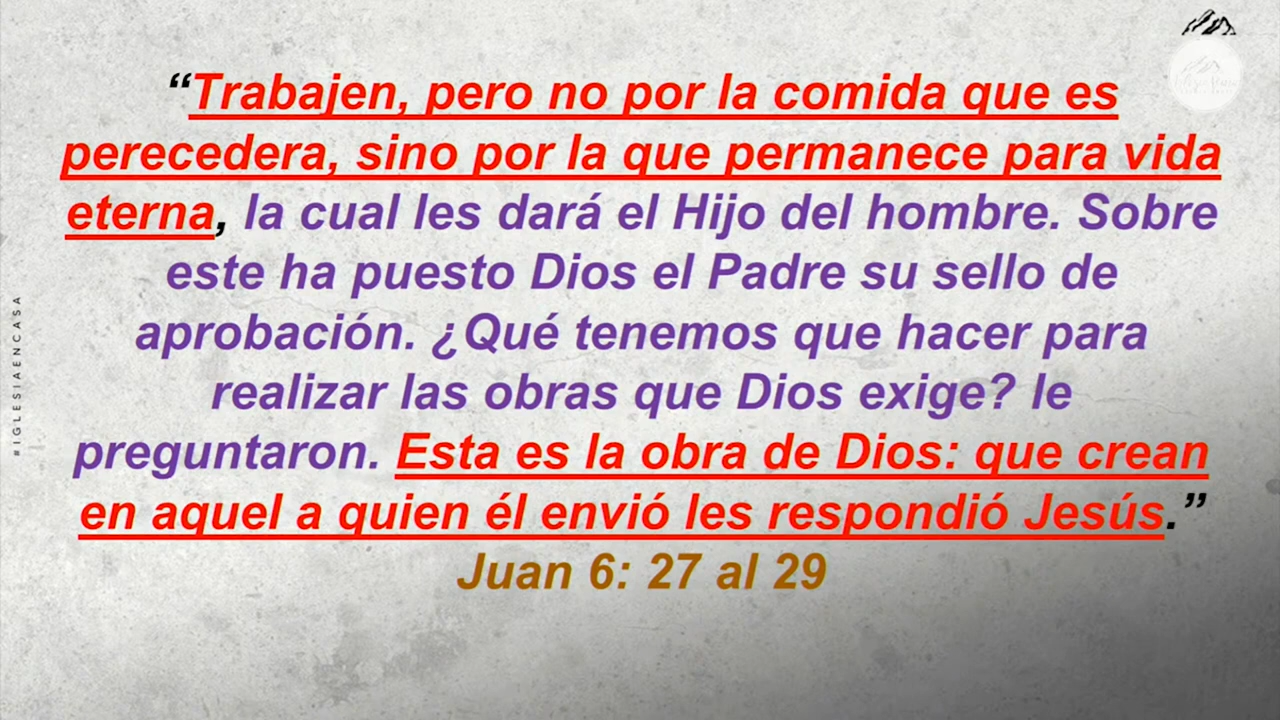 “Trabajen, pero no por la comida que es
perecedera, sino por la que permanece para vida
eterna, la cual les dará el Hijo del hombre. Sobre
este ha puesto Dios el Padre su sello de
aprobación. ¿Qué tenemos que hacer para
realizar las obras que Dios exige? le
preguntaron. Esta es la obra de Dios: que crean
en aquel a quien él envió les respondió Jesús.”
Juan 6: 27 al 29
#IGLESIAENCASA